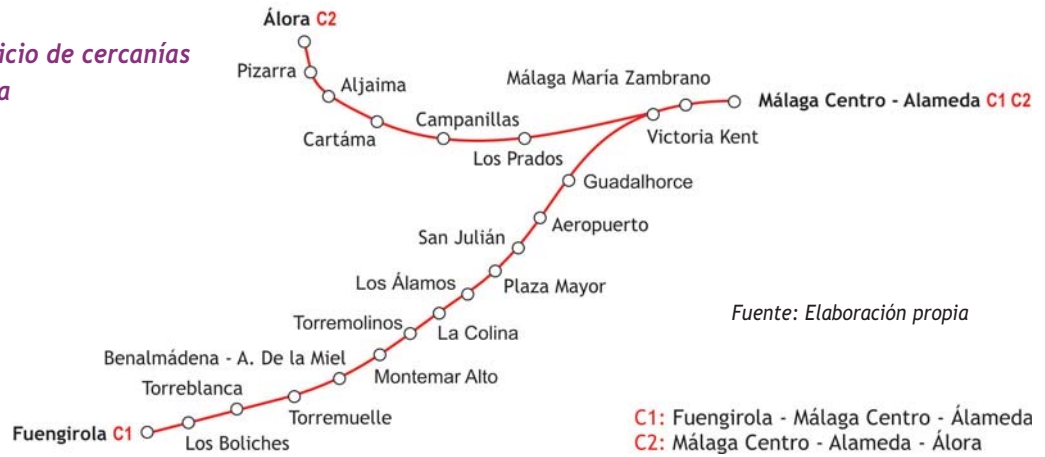 Álora C2
icio de cercanías
a
Pizarra
Aljaima
Málaga María Zambrano
Málaga Centro - Alameda C1 C2
Campanillas
Cartáma
Victoria Kent
Los Prados
Guadalhorce
Aeropuerto
San Julián
Los Álamos
Plaza Mayor
Fuente: Elaboración propia
Torremolinos
La Colina
Benalmádena - A. De la Miel
Montemar Alto
Torreblanca
Torremuelle
Fuengirola C1
Los Boliches
C1: Fuengirola - Málaga Centro - Álameda
C2: Málaga Centro - Alameda - Álora